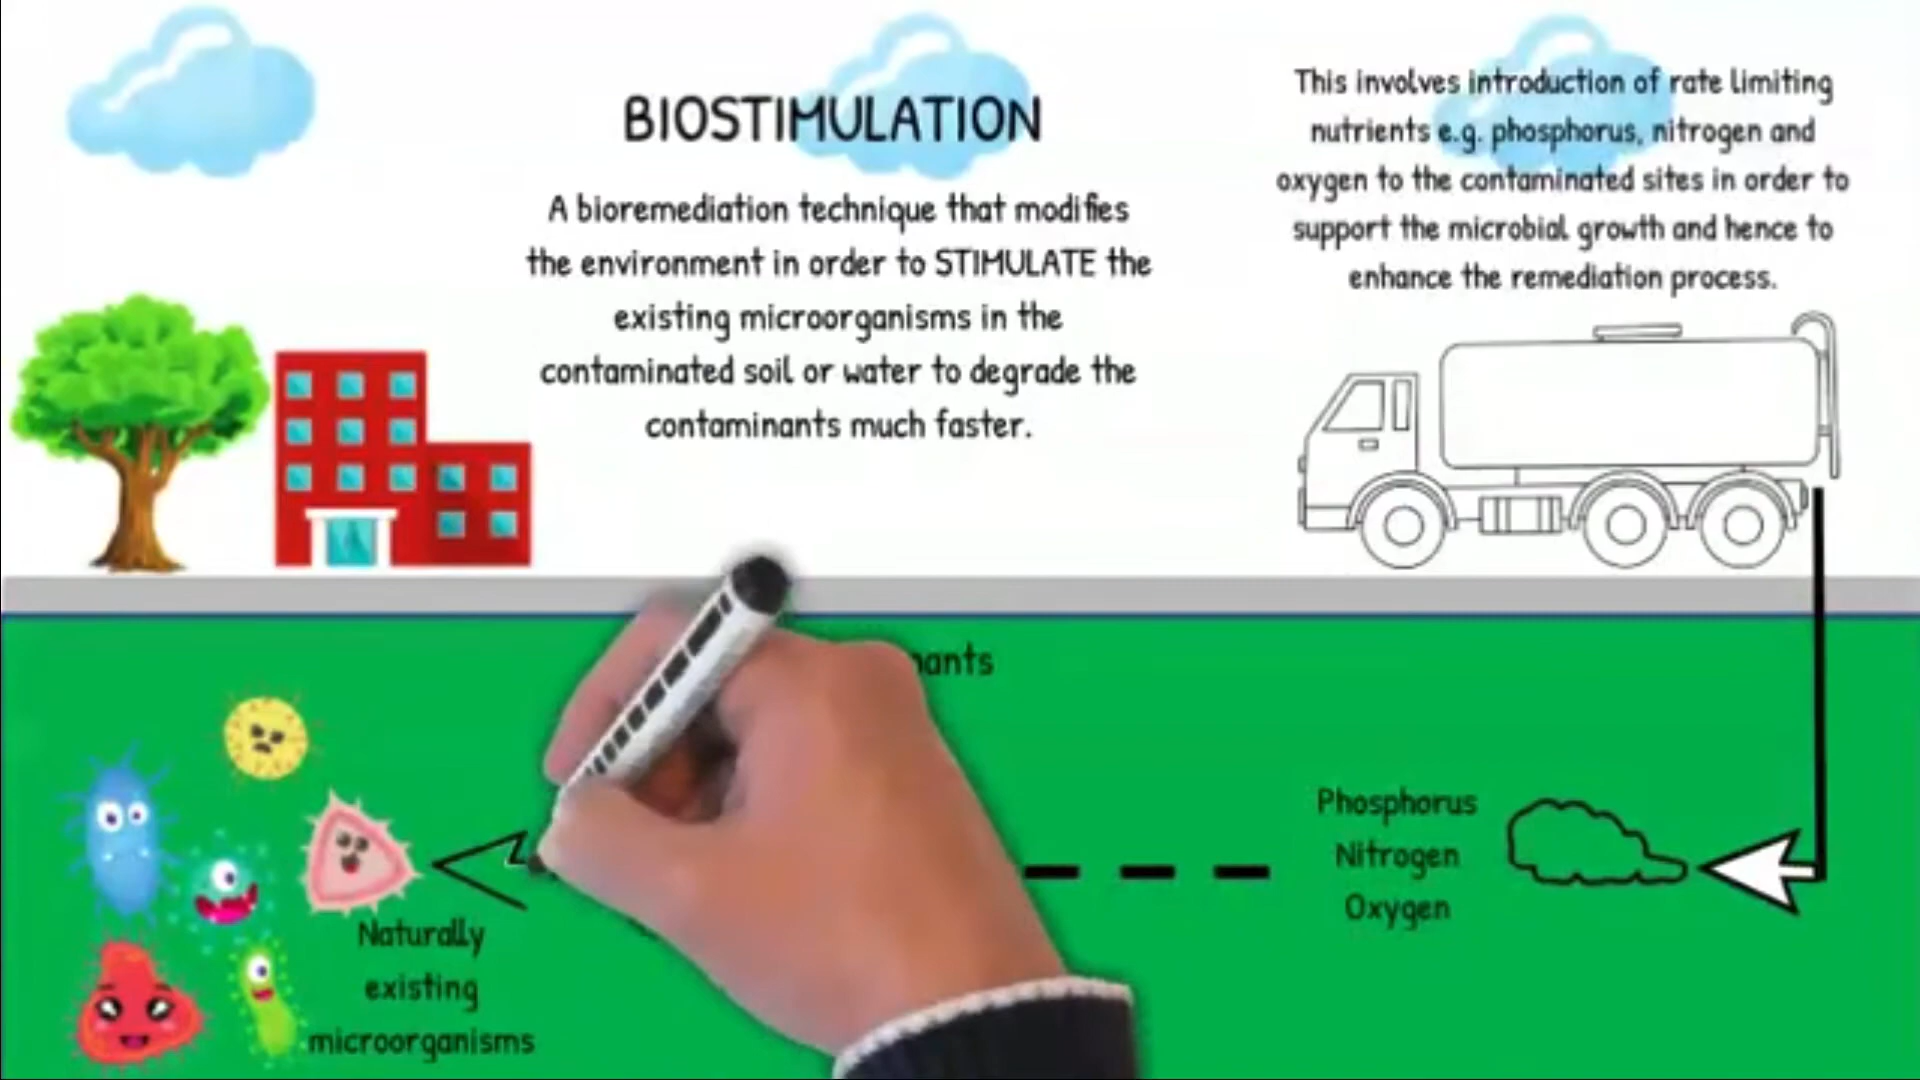 BIOSTIMULATION
A bioremediation technique that modifies
the environment in order to STIMULATE the
existing microorganisms in the
contaminated soil or water to degrade the
contaminants much faster.
This involves introduction of rate limiting
nutrients e.g. phosphorus, nitrogen and
oxygen to the contaminated sites in order to
support the microbial growth and hence to
enhance the remediation process.
Phosphorus
Nitrogen
Oxygen
Naturally
existing
microorganisms